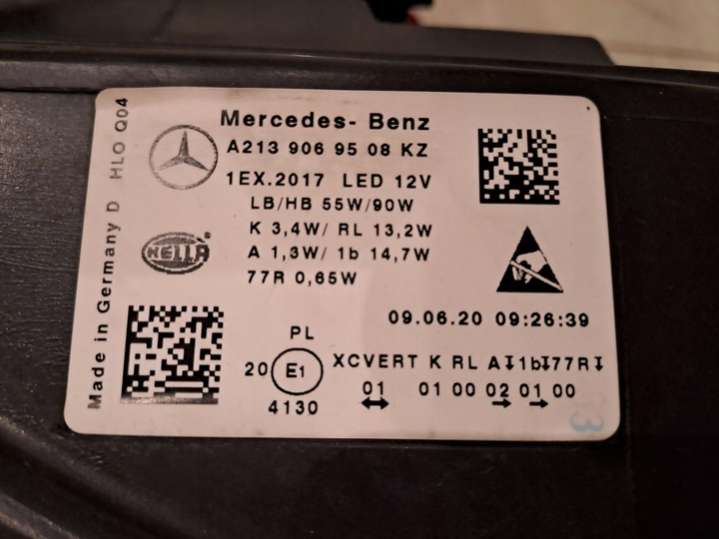 Mercedes- Benz
A213 906 95 08 KZ
1EX.2017 LED 12V
LB/HB 55W/90W
K 3,4W/ RL 13,2W
A 1,3W/ 1b 14,7W
77R 0,65W
HELLA ®
Made in Germany D HLO Q04
09.06.20 09:26:39
PL
20 E1
4130
XCVERT K RL A↧1b↧77R↧
01 01 00 02 01 00
↔ → →
3